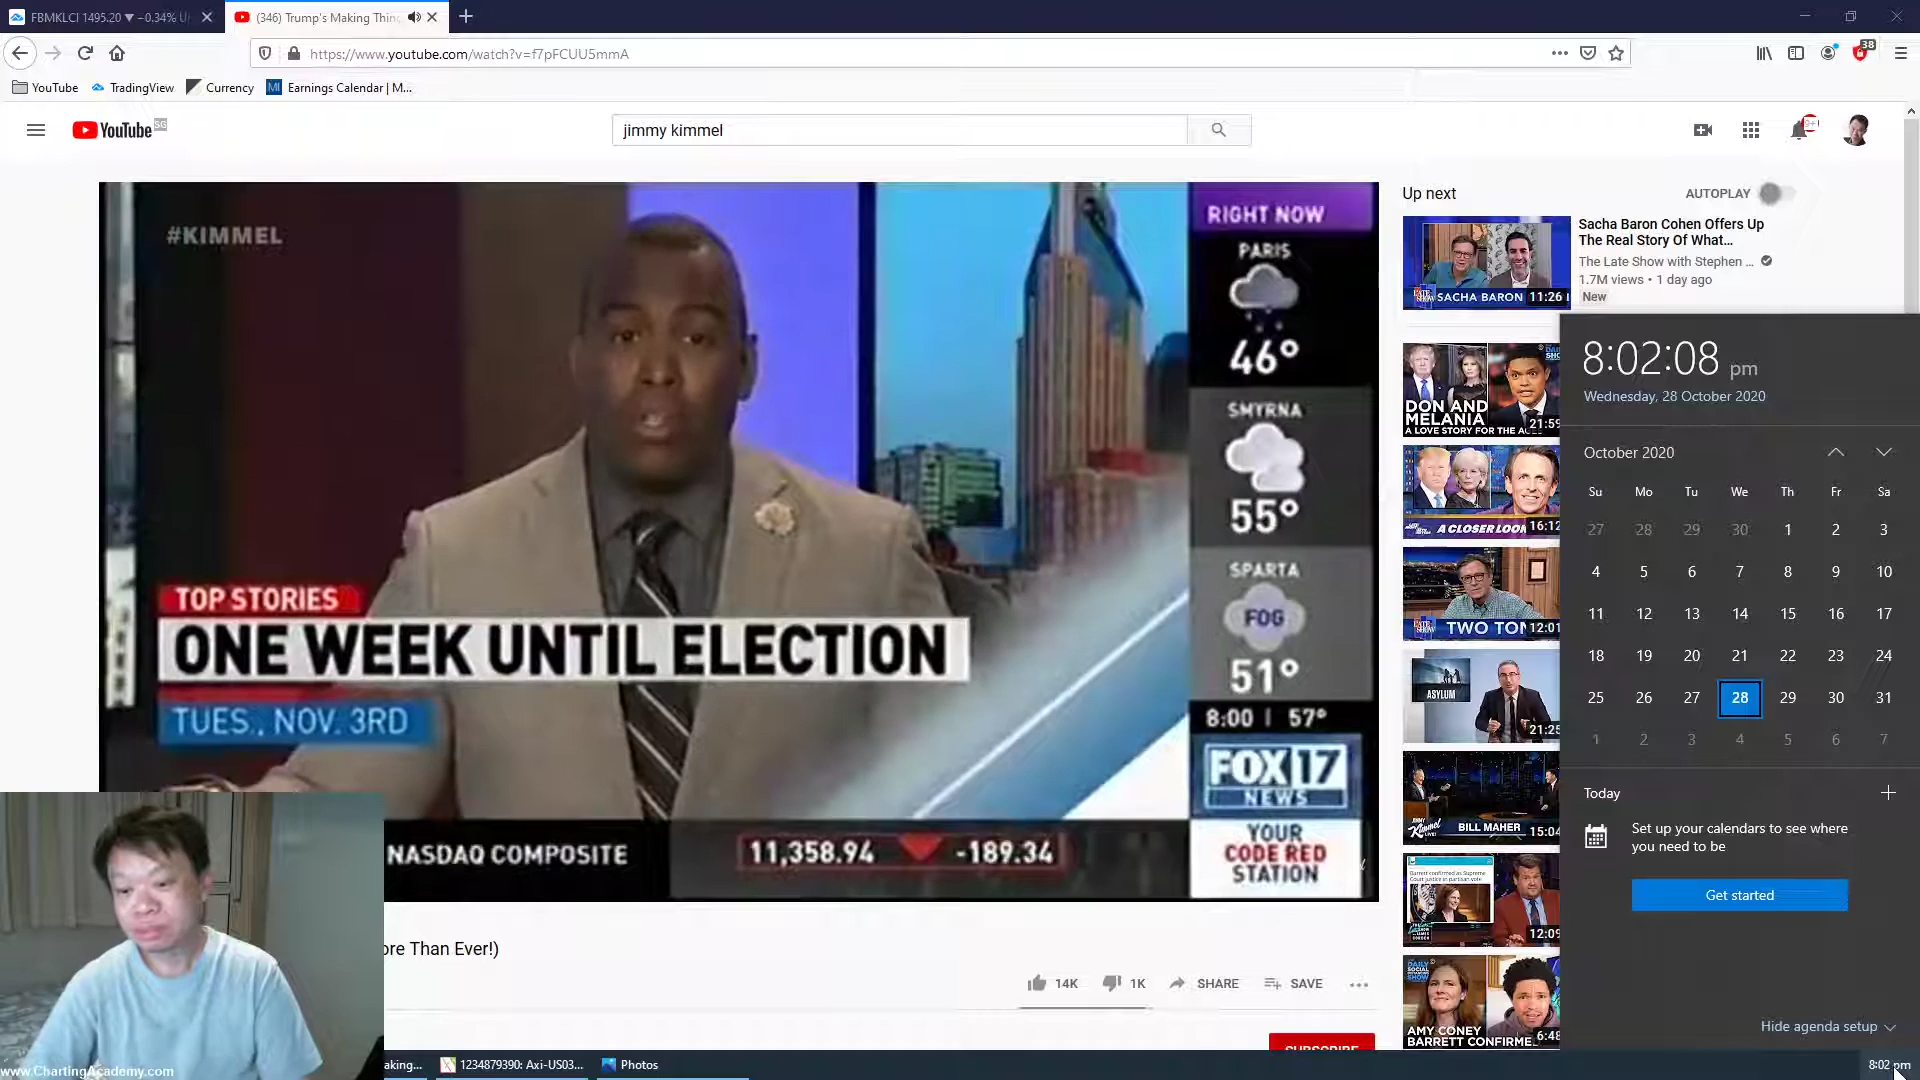 FBMKLCI 1495.20 ▼ −0.34%
(346) Trump's Making Thin
https://www.youtube.com/watch?v=f7pFCUU5mmA
38
YouTube
TradingView
Currency
MI
Earnings Calendar | M...
YouTube SG
jimmy kimmel
9+
#KIMMEL
RIGHT NOW
PARIS
46°
SMYRNA
55°
SPARTA
FOG
51°
8:00 | 57°
FOX 17
NEWS
YOUR
CODE RED
STATION
TOP STORIES
ONE WEEK UNTIL ELECTION
TUES., NOV. 3RD
NASDAQ COMPOSITE
11,358.94 ▼ -189.34
ore Than Ever!)
14K
1K
SHARE
SAVE
SUBSCRIBE
Up next
AUTOPLAY
SACHA BARON
11:26
Sacha Baron Cohen Offers Up
The Real Story Of What...
The Late Show with Stephen ...
1.7M views • 1 day ago
New
DON AND
MELANIA
A LOVE STORY FOR THE AG
21:59
A CLOSER LOOK
16:12
TWO TON
12:01
ASYLUM
21:25
BILL MAHER
15:04
12:09
DAILY
SOCIAL
SHOW
AMY CONEY
BARRETT CONFIRMED
6:48
8:02:08 pm
Wednesday, 28 October 2020
October 2020
Su Mo Tu We Th Fr Sa
27 28 29 30 1 2 3
4 5 6 7 8 9 10
11 12 13 14 15 16 17
18 19 20 21 22 23 24
25 26 27 28 29 30 31
1 2 3 4 5 6 7
Today
Set up your calendars to see where
you need to be
Get started
Hide agenda setup
www.ChartingAcademy.com
aking...
1234879390: Axi-US03...
Photos
8:02 pm